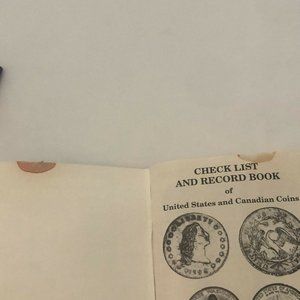 CHECK LIST
AND RECORD BOOK
of
United States and Canadian Coins